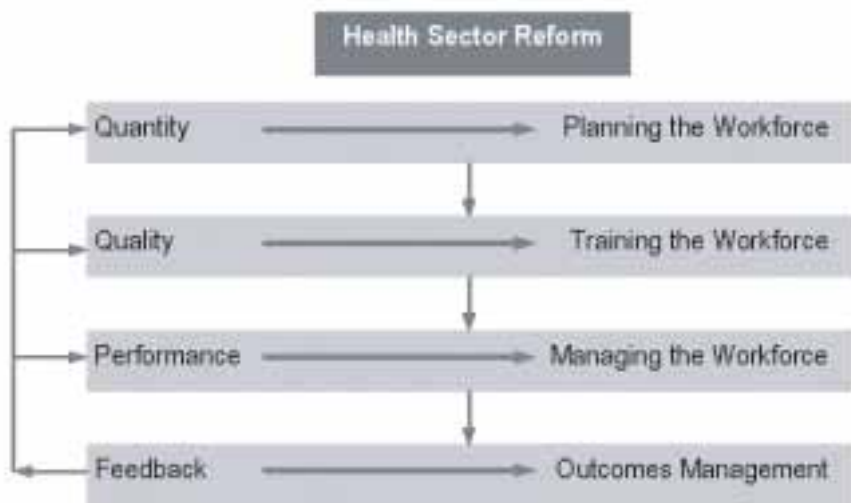 Health Sector Reform
Quantity Planning the Workforce
Quality Training the Workforce
Performance Managing the Workforce
Feedback Outcomes Management